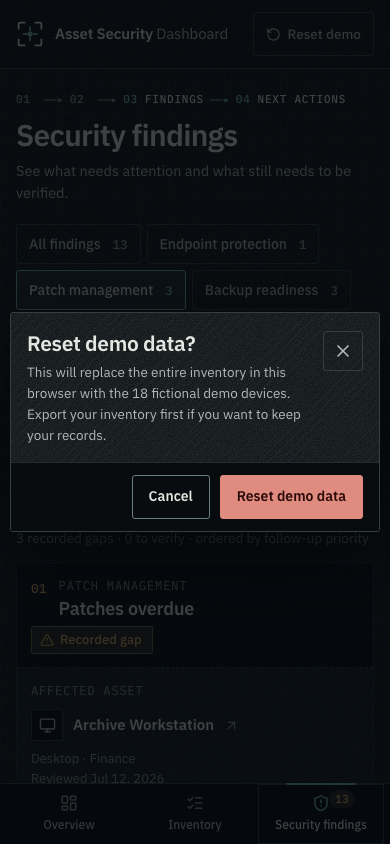 Asset Security Dashboard
Reset demo
01 → 02 → 03 FINDINGS → 04 NEXT ACTIONS
Security findings
See what needs attention and what still needs to be
verified.
All findings 13
Endpoint protection 1
Patch management 3
Backup readiness 3
Reset demo data?
This will replace the entire inventory in this
browser with the 18 fictional demo devices.
Export your inventory first if you want to keep
your records.
Cancel
Reset demo data
3 recorded gaps · 0 to verify · ordered by follow-up priority
01 PATCH MANAGEMENT
Patches overdue
Recorded gap
AFFECTED ASSET
Archive Workstation
Desktop · Finance
Reviewed Jul 12, 2026
13
Overview
Inventory
Security findings